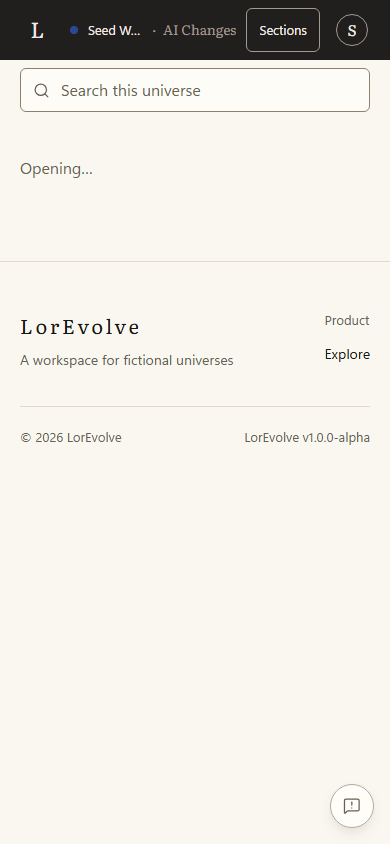 L Seed W... · AI Changes Sections S
Search this universe
Opening...
LorEvolve
Product
A workspace for fictional universes
Explore
© 2026 LorEvolve
LorEvolve v1.0.0-alpha